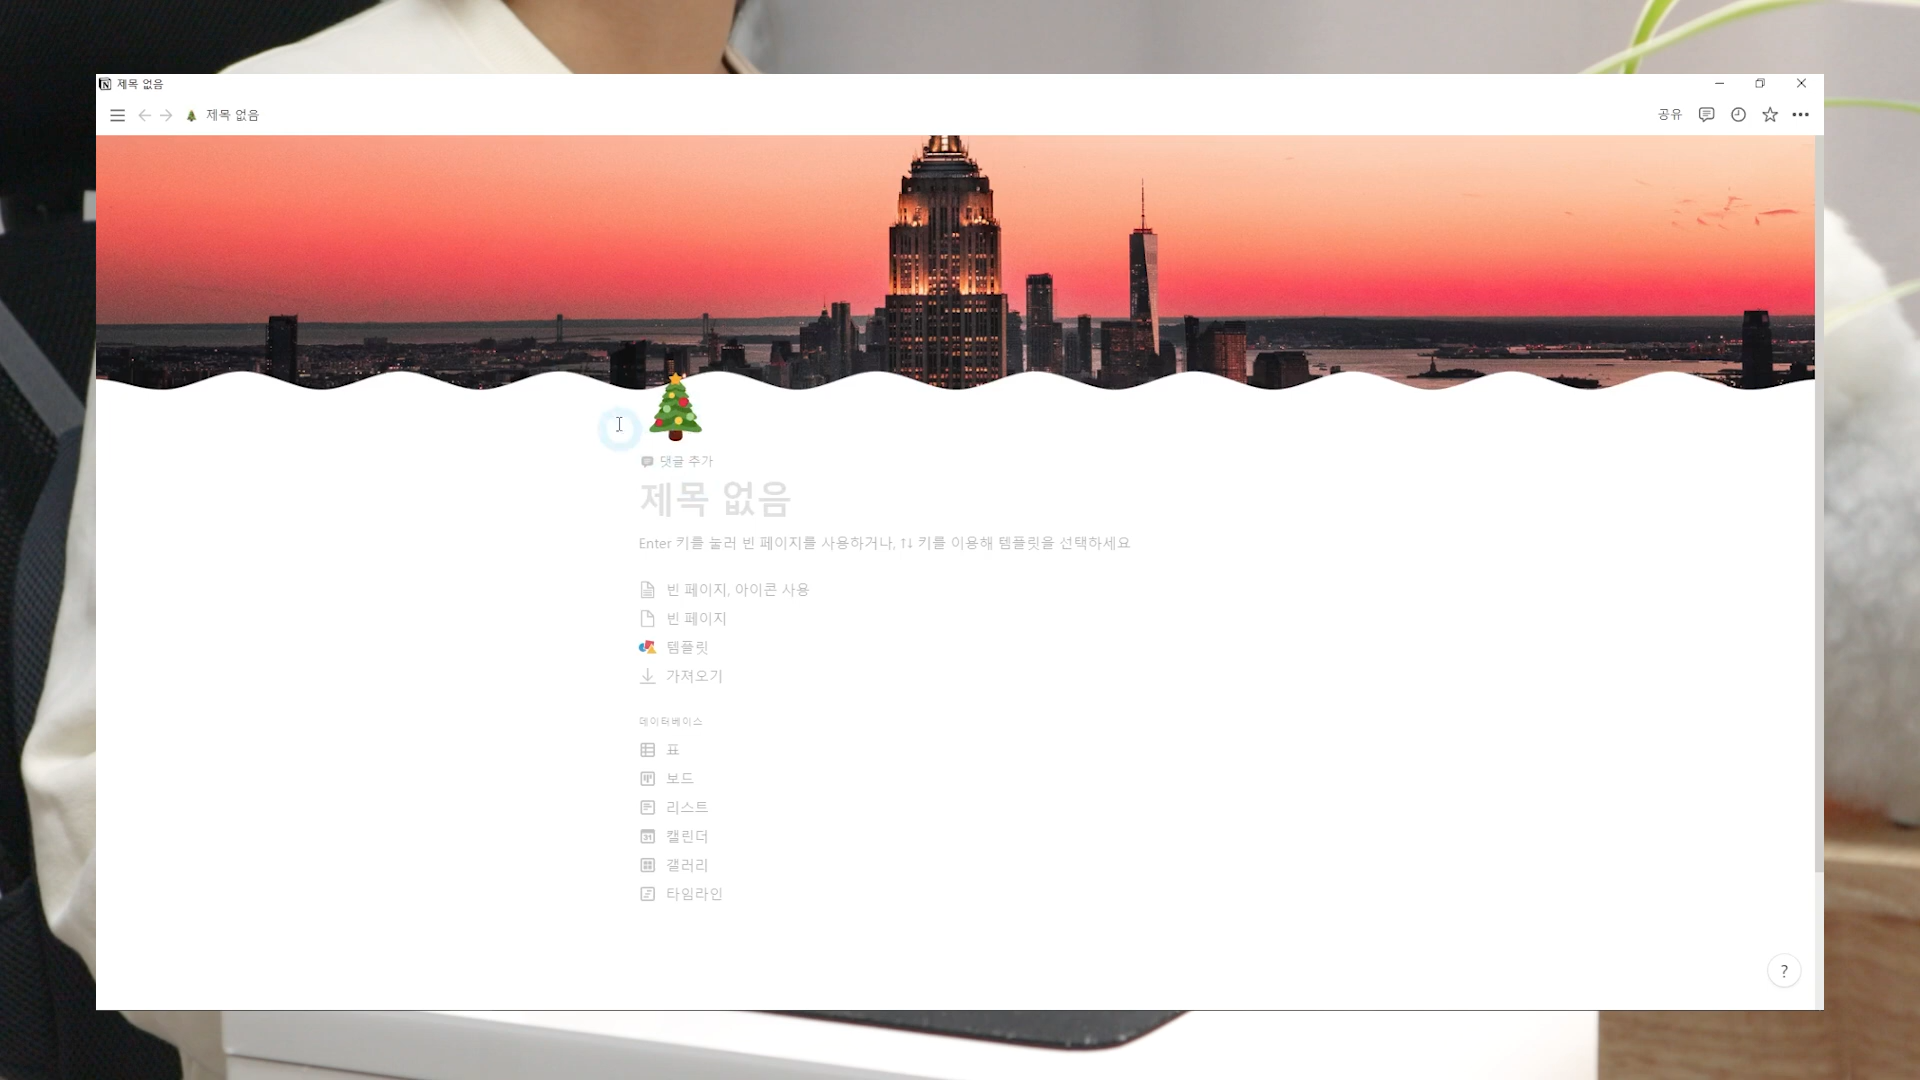 제목 없음
제목 없음
공유
댓글 추가
제목 없음
Enter 키를 눌러 빈 페이지를 사용하거나, ↑↓ 키를 이용해 템플릿을 선택하세요
빈 페이지, 아이콘 사용
빈 페이지
템플릿
가져오기
데이터베이스
표
보드
리스트
31
캘린더
갤러리
타임라인
?